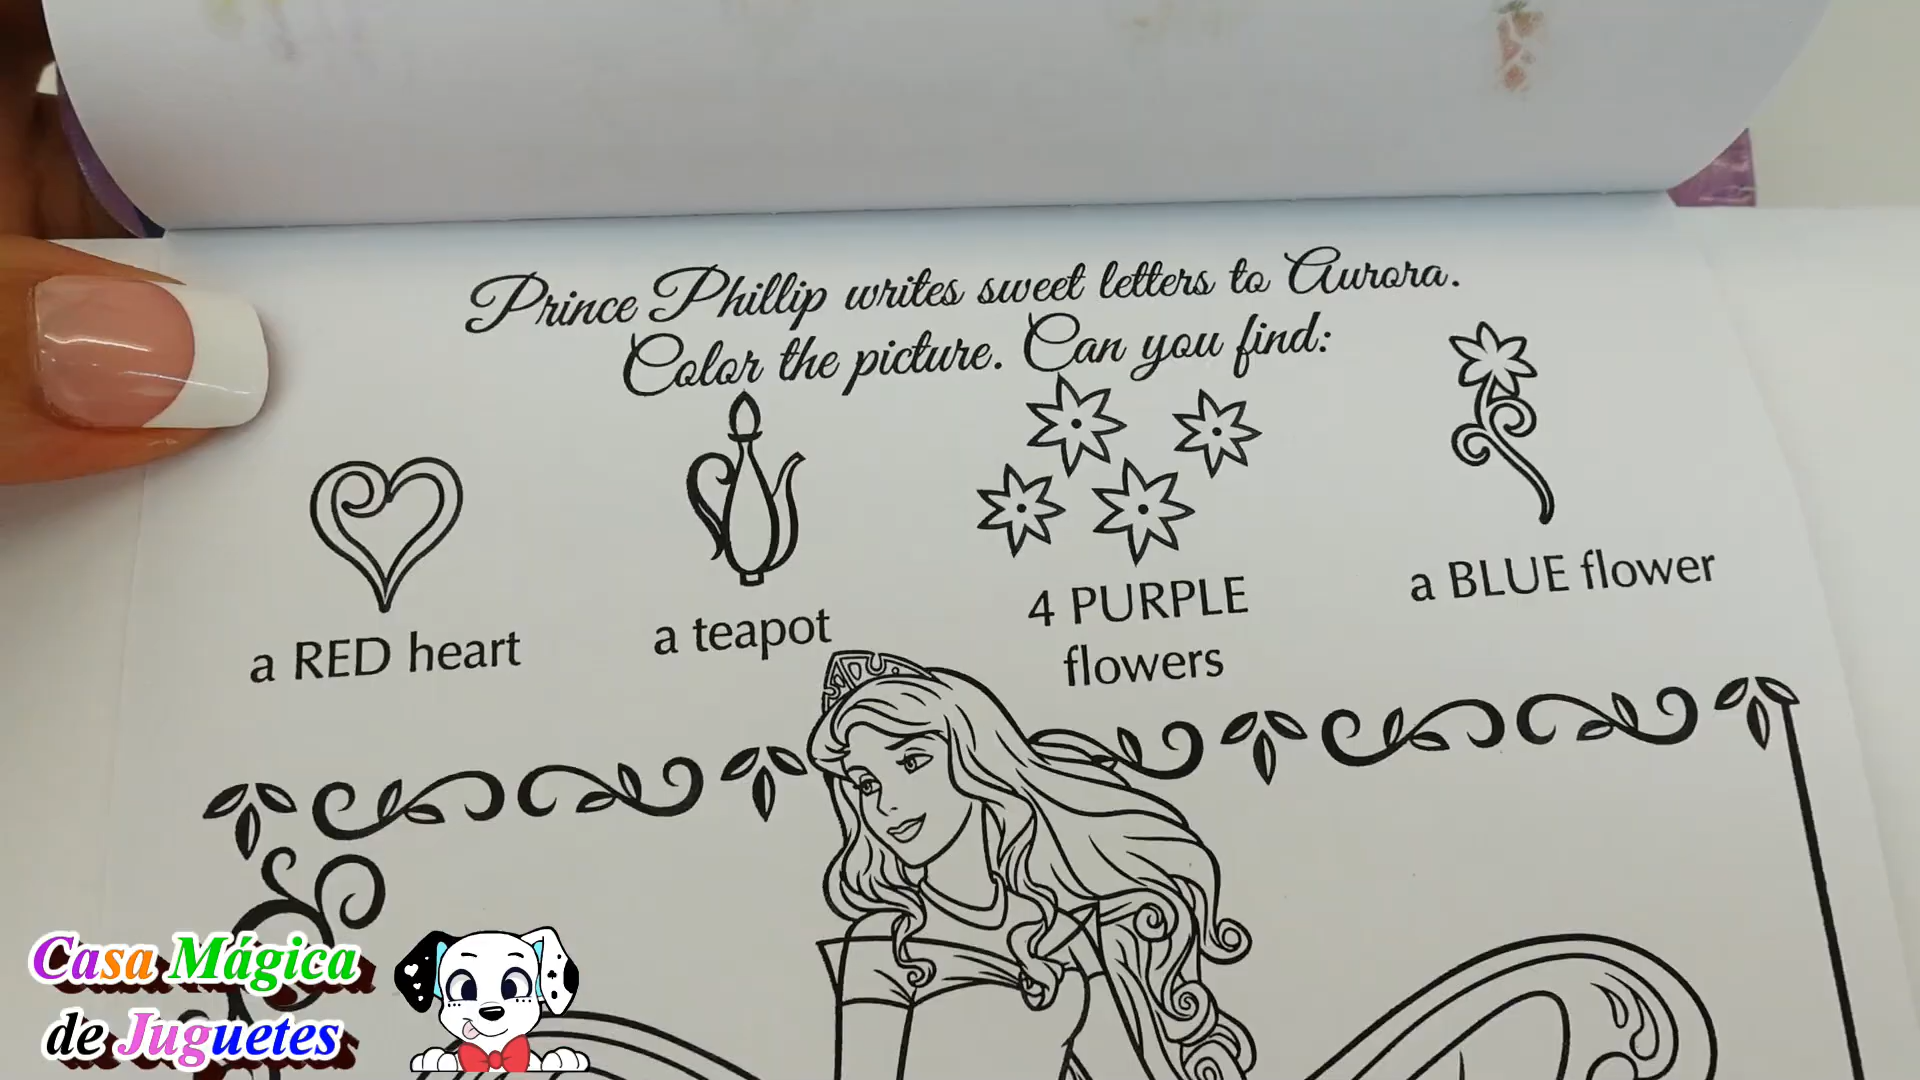 Prince Phillip writes sweet letters to Aurora.
Color the picture. Can you find:
a RED heart
a teapot
4 PURPLE
flowers
a BLUE flower
Casa Mágica
de Juguetes